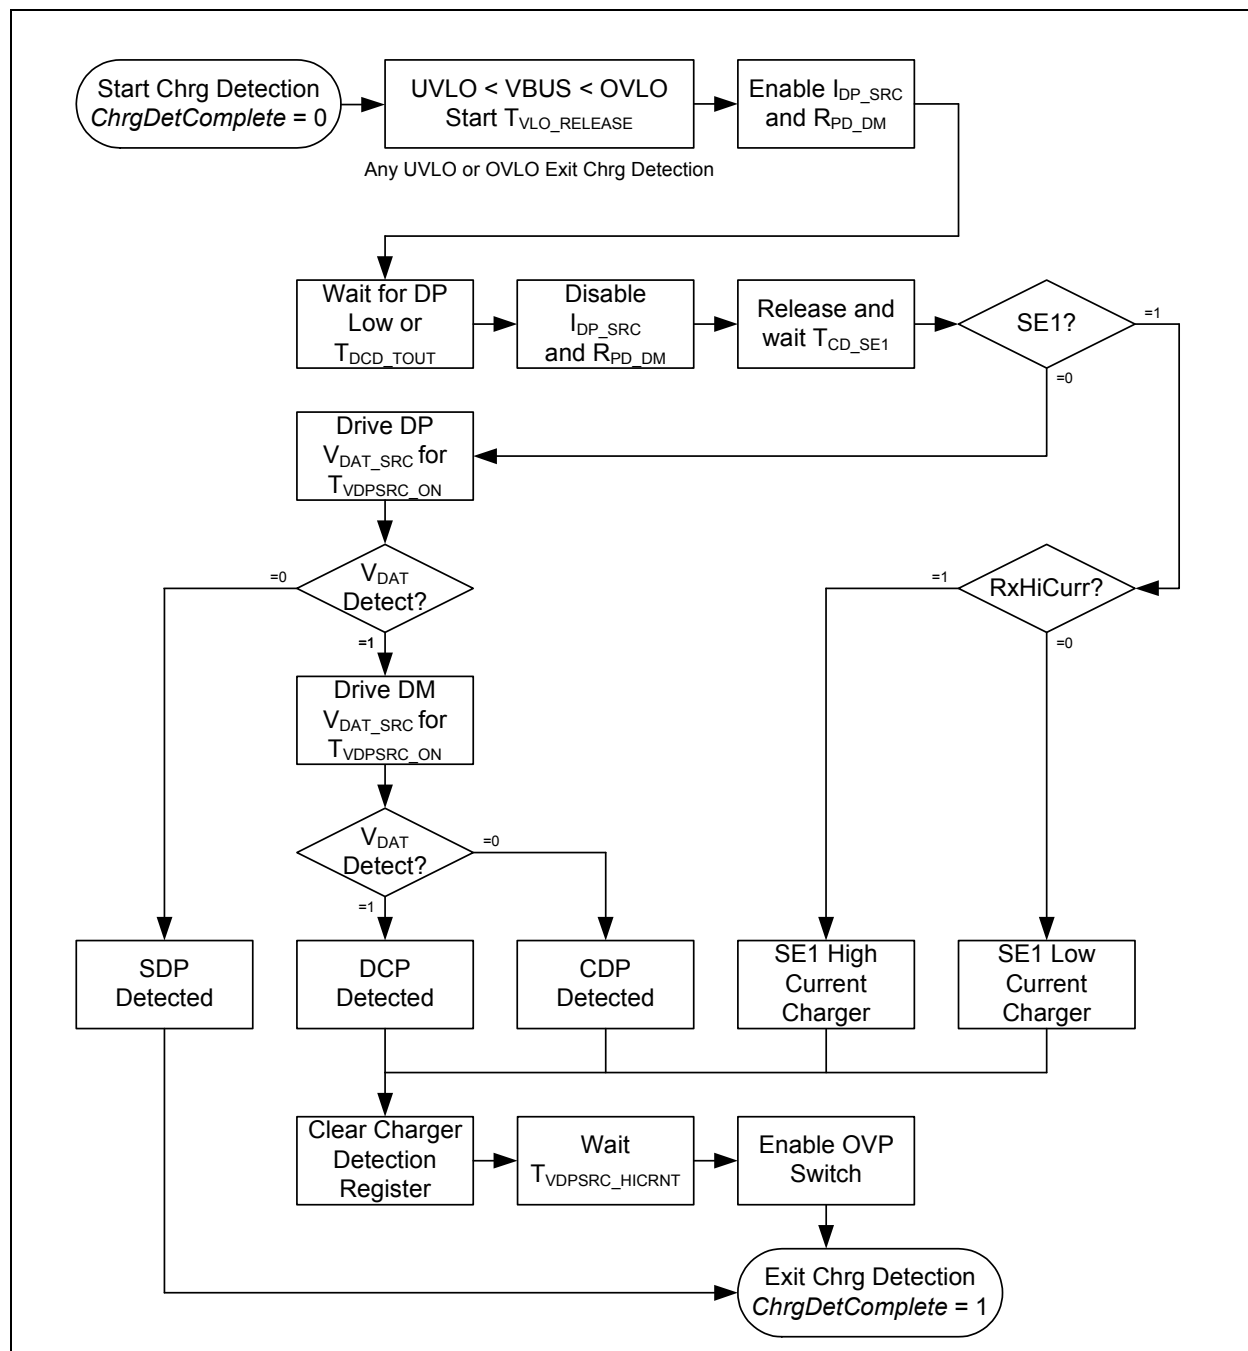 Start Chrg Detection
ChrgDetComplete = 0
UVLO < VBUS < OVLO
Start TVLO_RELEASE
Enable IDP_SRC
and RPD_DM
Any UVLO or OVLO Exit Chrg Detection
Wait for DP
Low or
TDCD_TOUT
Disable
IDP_SRC
and RPD_DM
Release and
wait TCD_SE1
SE1?
=1
=0
Drive DP
VDAT_SRC for
TVDPSRC_ON
VDAT
Detect?
=0
=1
RxHiCurr?
=1
=0
Drive DM
VDAT_SRC for
TVDPSRC_ON
VDAT
Detect?
=0
=1
SDP
Detected
DCP
Detected
CDP
Detected
SE1 High
Current
Charger
SE1 Low
Current
Charger
Clear Charger
Detection
Register
Wait
TVDPSRC_HICRNT
Enable OVP
Switch
Exit Chrg Detection
ChrgDetComplete = 1